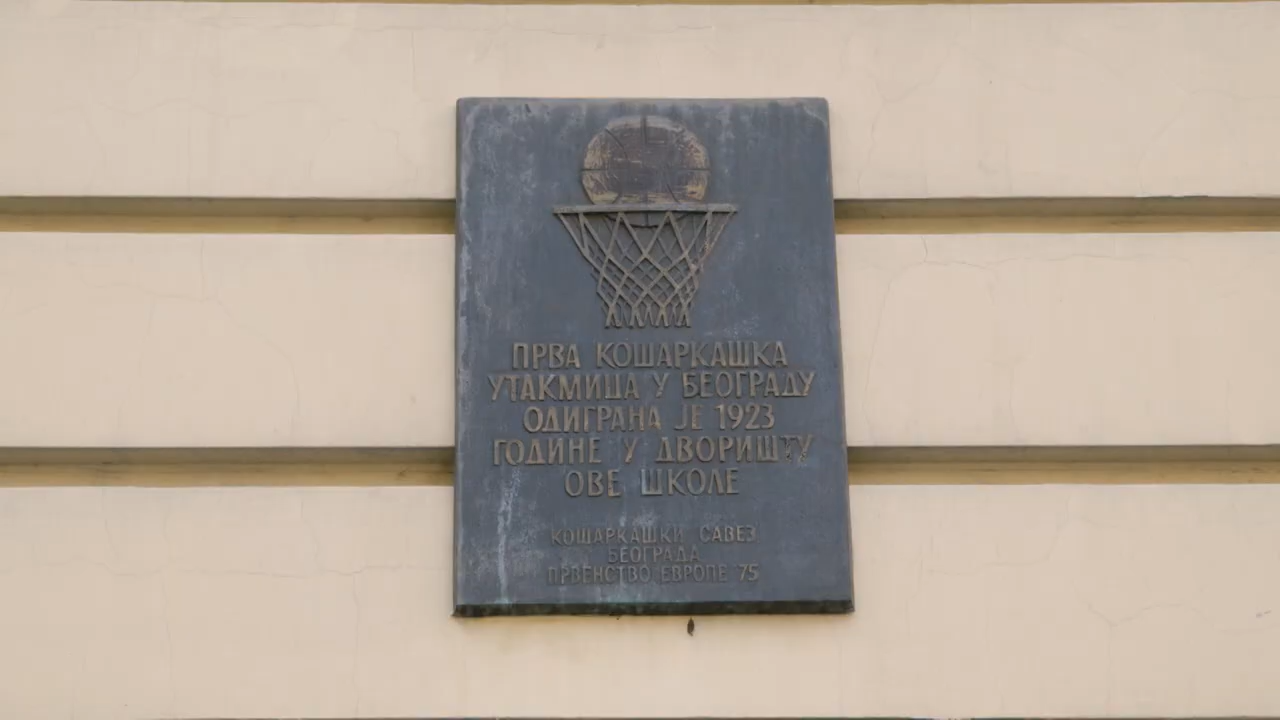 ПРВА КОШАРКАШКА
УТАКМИЦА У БЕОГРАДУ
ОДИГРАНА ЈЕ 1923
ГОДИНЕ У ДВОРИШТУ
ОВЕ ШКОЛЕ
КОШАРКАШКИ САВЕЗ
БЕОГРАДА
ПРВЕНСТВО ЕВРОПЕ 75